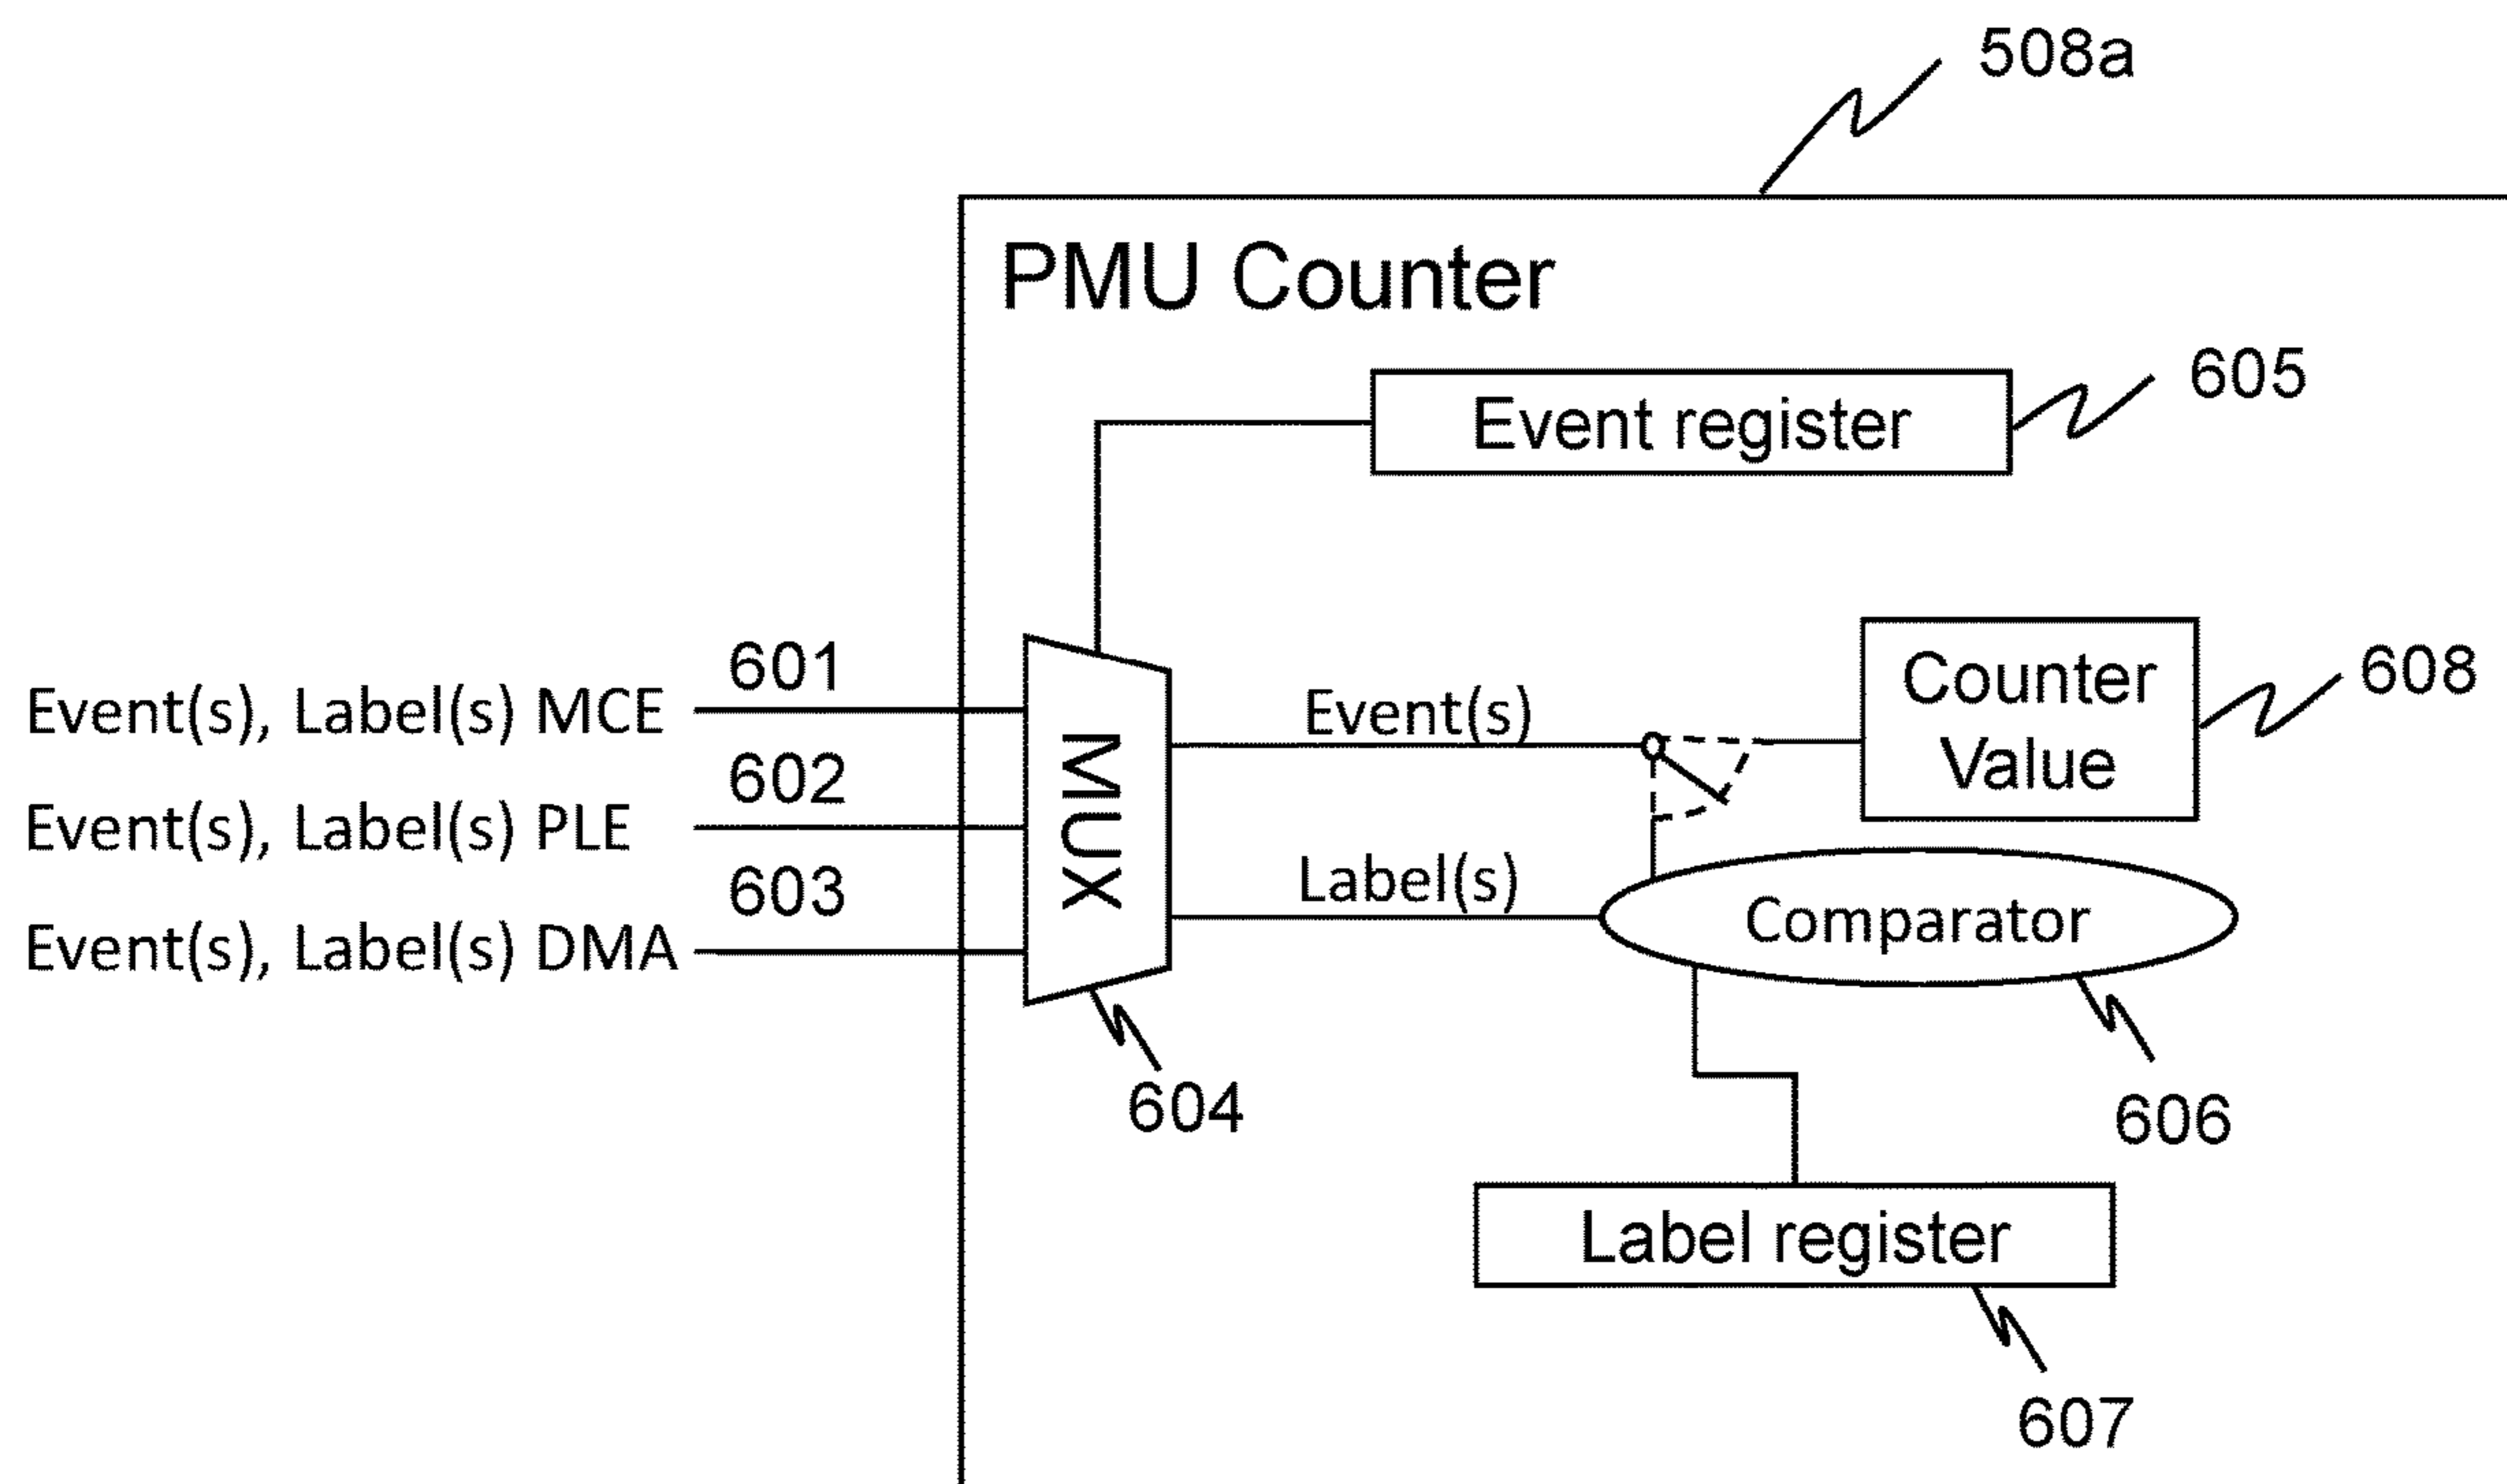 508a
PMU Counter
Event register
605
601
Event(s), Label(s) MCE
602
Event(s), Label(s) PLE
603
Event(s), Label(s) DMA
MUX
604
Event(s)
Label(s)
Counter
Value
608
Comparator
606
Label register
607